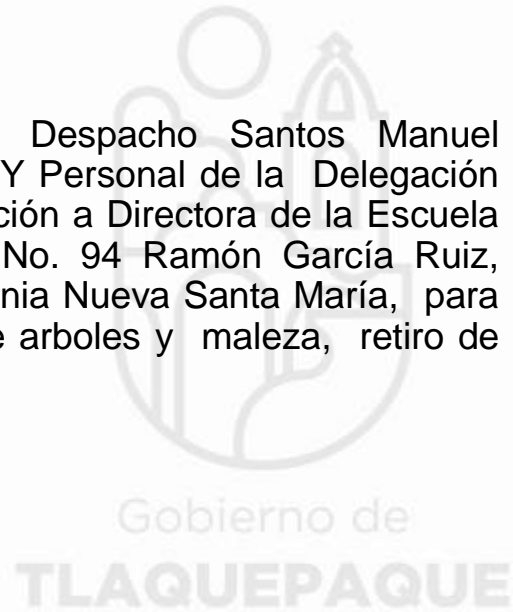 Despacho Santos Manuel
Y Personal de la Delegación
ción a Directora de la Escuela
No. 94 Ramón García Ruiz,
nia Nueva Santa María, para
e arboles y maleza, retiro de
Gobierno de
TLAQUEPAQUE